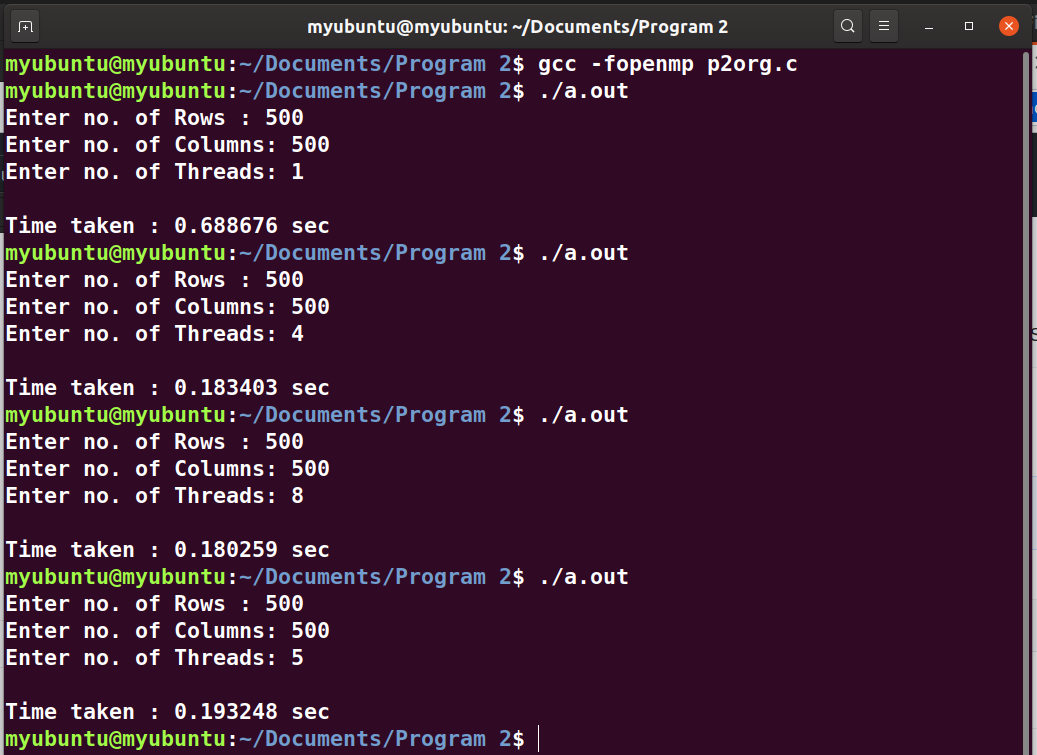 myubuntu@myubuntu: ~/Documents/Program 2
myubuntu@myubuntu:~/Documents/Program 2$ gcc -fopenmp p2org.c
myubuntu@myubuntu:~/Documents/Program 2$ ./a.out
Enter no. of Rows : 500
Enter no. of Columns: 500
Enter no. of Threads: 1

Time taken : 0.688676 sec
myubuntu@myubuntu:~/Documents/Program 2$ ./a.out
Enter no. of Rows : 500
Enter no. of Columns: 500
Enter no. of Threads: 4

Time taken : 0.183403 sec
myubuntu@myubuntu:~/Documents/Program 2$ ./a.out
Enter no. of Rows : 500
Enter no. of Columns: 500
Enter no. of Threads: 8

Time taken : 0.180259 sec
myubuntu@myubuntu:~/Documents/Program 2$ ./a.out
Enter no. of Rows : 500
Enter no. of Columns: 500
Enter no. of Threads: 5

Time taken : 0.193248 sec
myubuntu@myubuntu:~/Documents/Program 2$